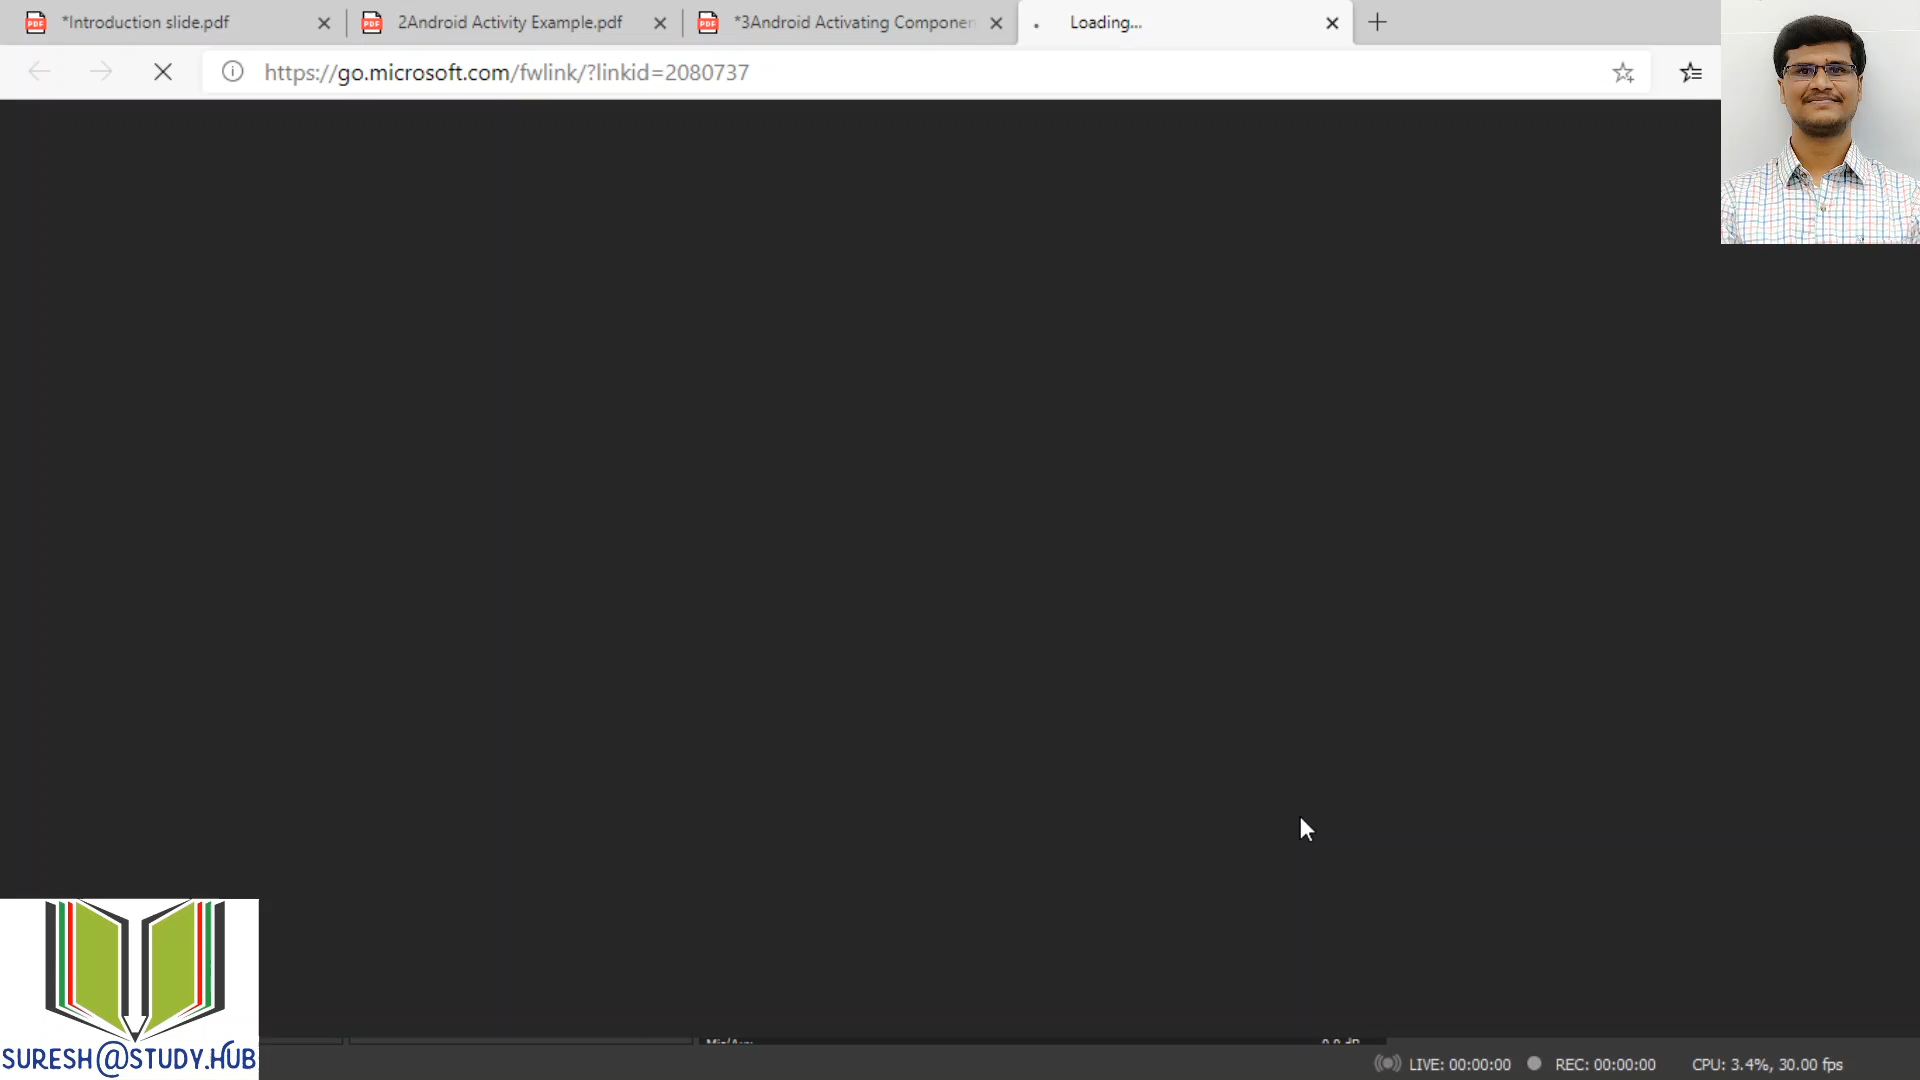 *Introduction slide.pdf
2Android Activity Example.pdf
*3Android Activating Componen
Loading...
https://go.microsoft.com/fwlink/?linkid=2080737
SURESH@STUDY.HUB
LIVE: 00:00:00
REC: 00:00:00
CPU: 3.4%, 30.00 fps